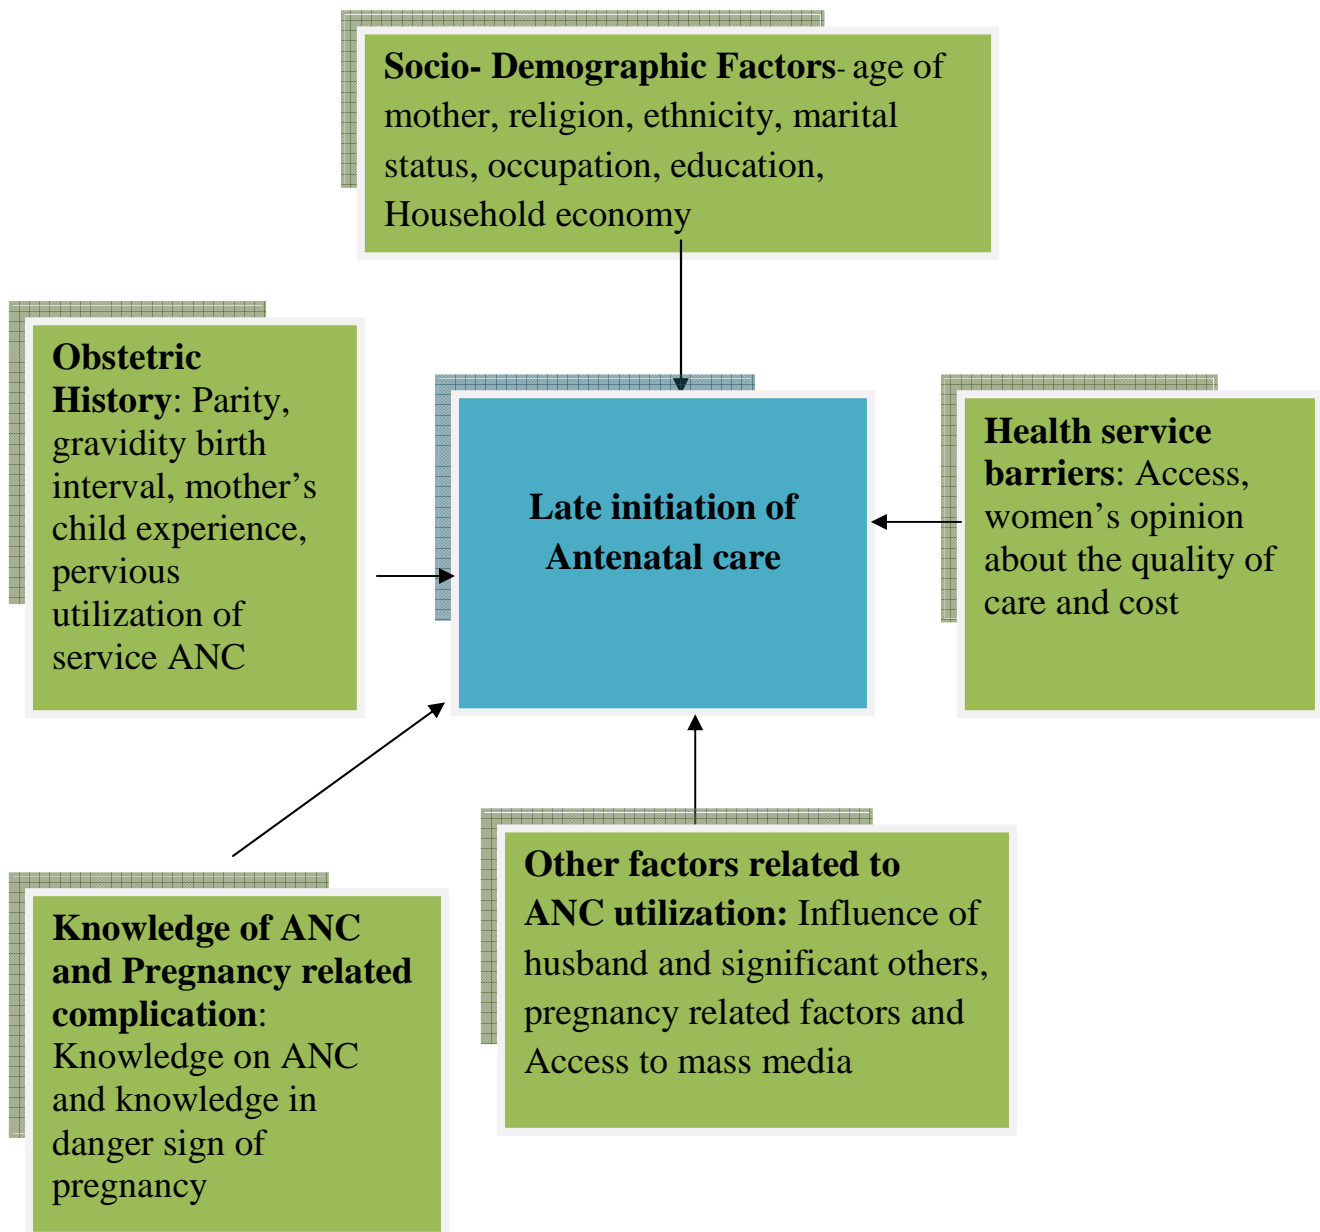 Socio- Demographic Factors- age of
mother, religion, ethnicity, marital
status, occupation, education,
Household economy
Obstetric
History: Parity,
gravidity birth
interval, mother’s
child experience,
pervious
utilization of
service ANC
Late initiation of
Antenatal care
Health service
barriers: Access,
women’s opinion
about the quality of
care and cost
Knowledge of ANC
and Pregnancy related
complication:
Knowledge on ANC
and knowledge in
danger sign of
pregnancy
Other factors related to
ANC utilization: Influence of
husband and significant others,
pregnancy related factors and
Access to mass media